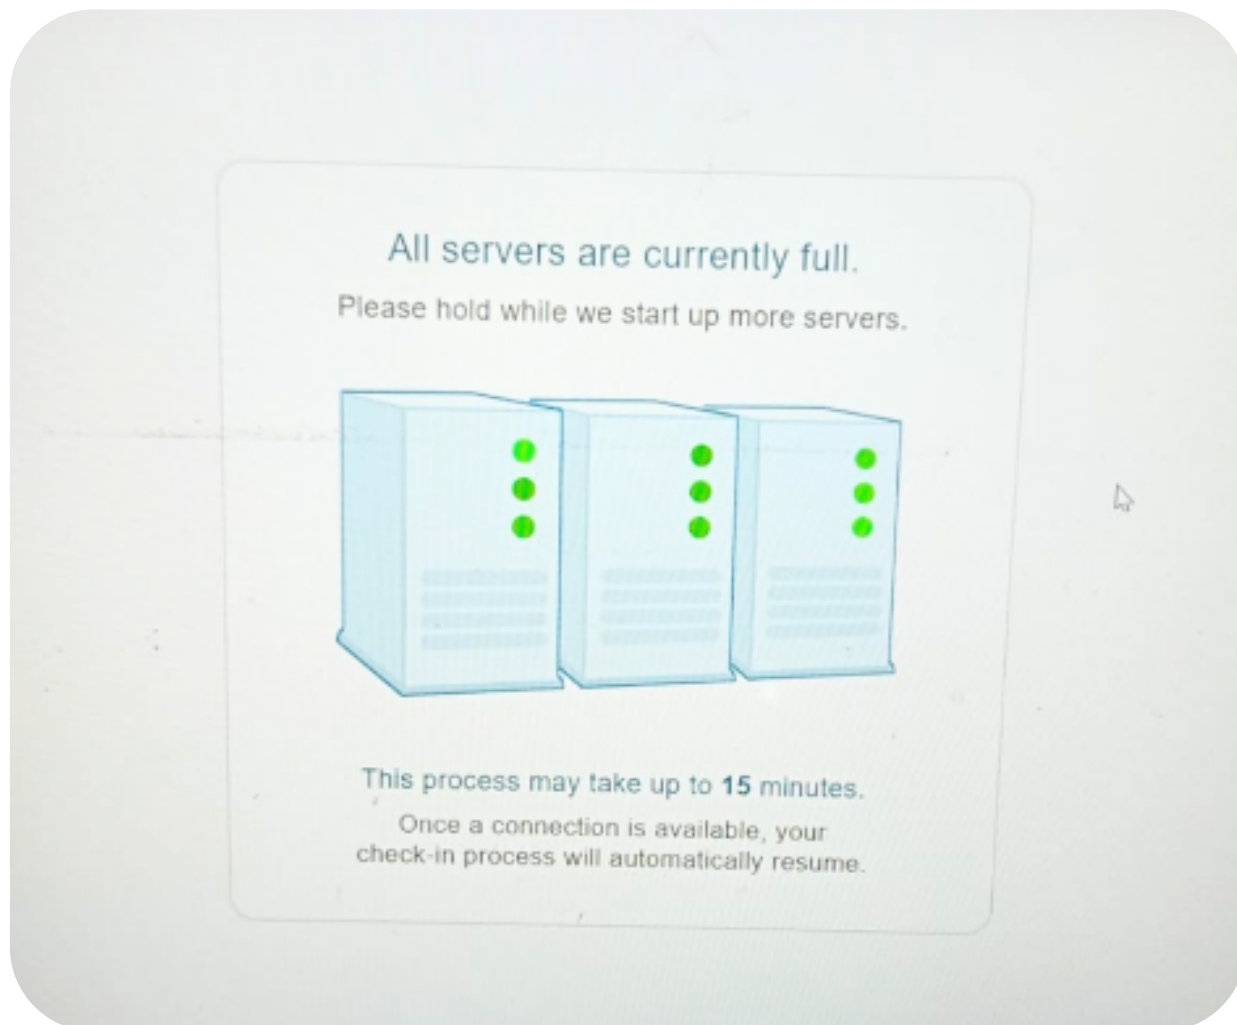 All servers are currently full.
Please hold while we start up more servers.
This process may take up to 15 minutes.
Once a connection is available, your
check-in process will automatically resume.